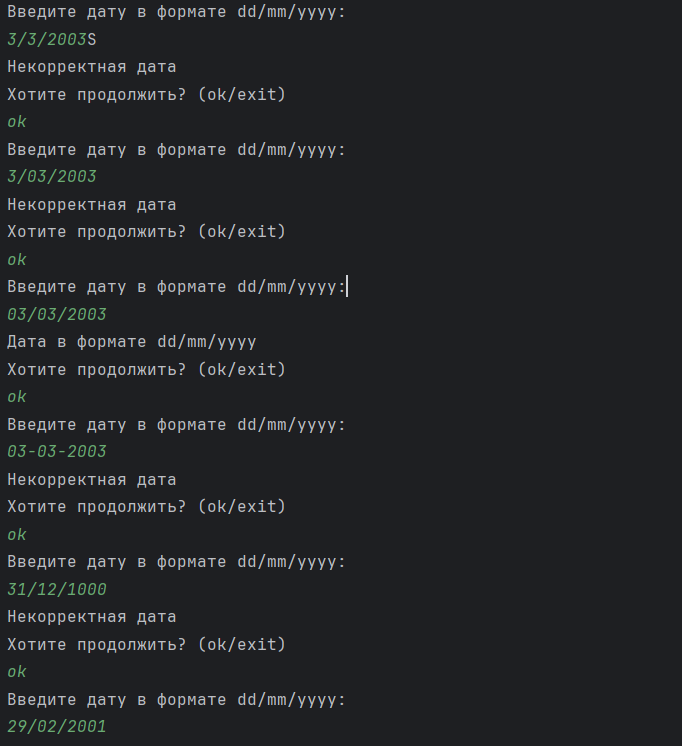 Введите дату в формате dd/mm/yyyy:
3/3/2003S
Некорректная дата
Хотите продолжить? (ok/exit)
ok
Введите дату в формате dd/mm/yyyy:
3/03/2003
Некорректная дата
Хотите продолжить? (ok/exit)
ok
Введите дату в формате dd/mm/yyyy:
03/03/2003
Дата в формате dd/mm/yyyy
Хотите продолжить? (ok/exit)
ok
Введите дату в формате dd/mm/yyyy:
03-03-2003
Некорректная дата
Хотите продолжить? (ok/exit)
ok
Введите дату в формате dd/mm/yyyy:
31/12/1000
Некорректная дата
Хотите продолжить? (ok/exit)
ok
Введите дату в формате dd/mm/yyyy:
29/02/2001